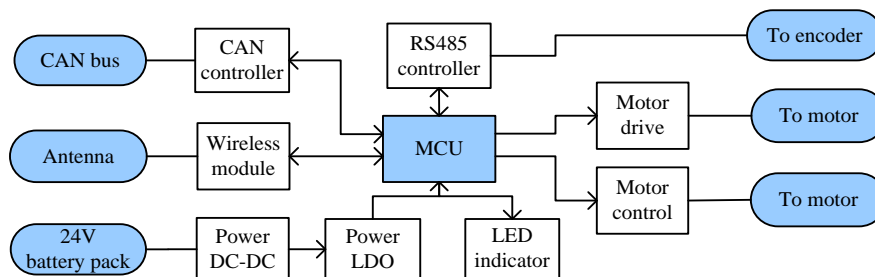 CAN bus
CAN
controller
RS485
controller
To encoder
Motor
drive
To motor
Antenna
Wireless
module
MCU
Motor
control
To motor
24V
battery pack
Power
DC-DC
Power
LDO
LED
indicator